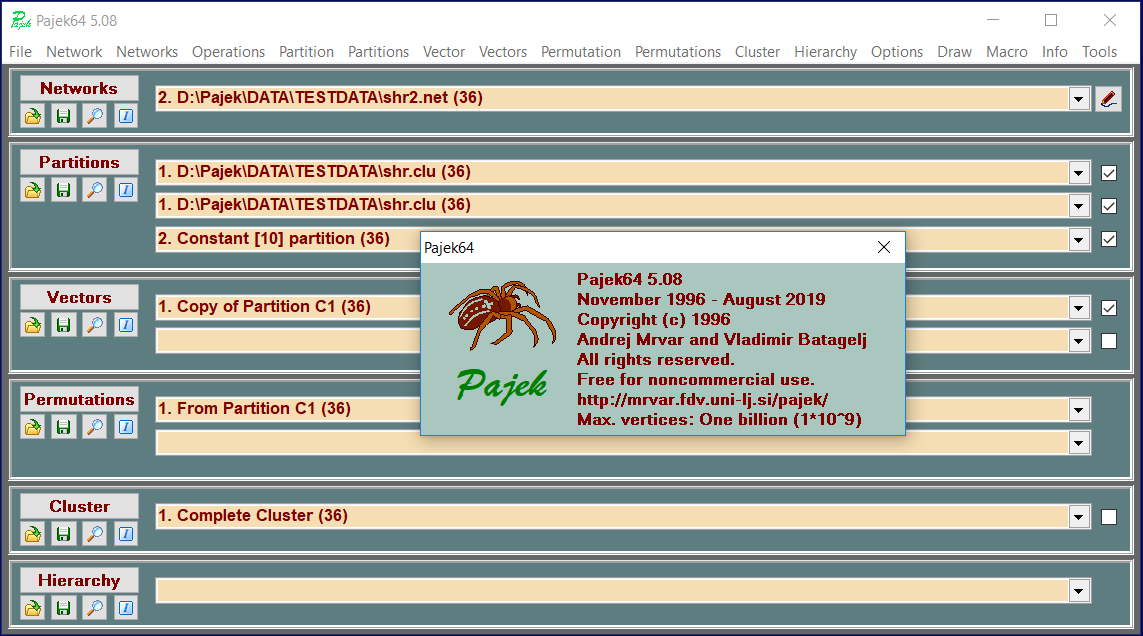 Pajek
Pajek64 5.08
File Network Networks Operations Partition Partitions Vector Vectors Permutation Permutations Cluster Hierarchy Options Draw Macro Info Tools
Networks
2. D:\Pajek\DATA\TESTDATA\shr2.net (36)
Partitions
1. D:\Pajek\DATA\TESTDATA\shr.clu (36)
1. D:\Pajek\DATA\TESTDATA\shr.clu (36)
2. Constant [10] partition (36)
Pajek64
Pajek
Pajek64 5.08
November 1996 - August 2019
Copyright (c) 1996
Andrej Mrvar and Vladimir Batagelj
All rights reserved.
Free for noncommercial use.
http://mrvar.fdv.uni-lj.si/pajek/
Max. vertices: One billion (1*10^9)
Vectors
1. Copy of Partition C1 (36)
Permutations
1. From Partition C1 (36)
Cluster
1. Complete Cluster (36)
Hierarchy